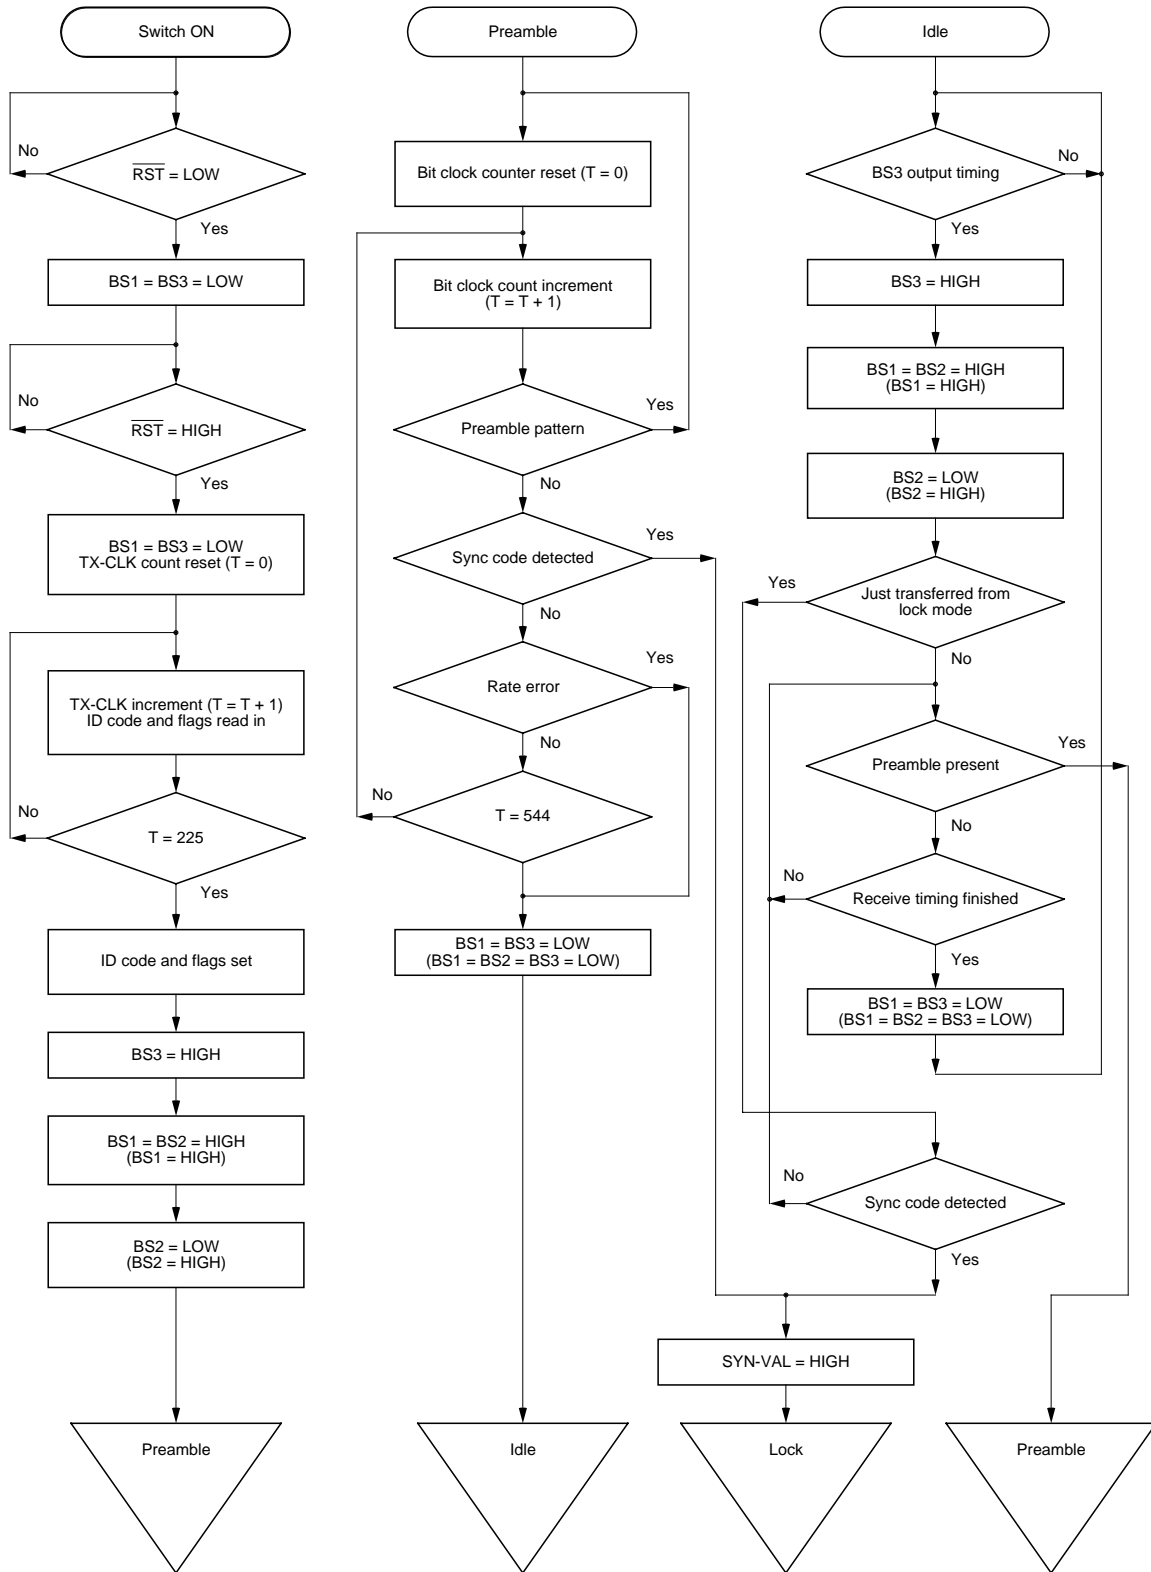 Switch ON
No
RST = LOW
Yes
BS1 = BS3 = LOW
No
RST = HIGH
Yes
BS1 = BS3 = LOW
TX-CLK count reset (T = 0)
TX-CLK increment (T = T + 1)
ID code and flags read in
No
T = 225
Yes
ID code and flags set
BS3 = HIGH
BS1 = BS2 = HIGH
(BS1 = HIGH)
BS2 = LOW
(BS2 = HIGH)
Preamble
Preamble
Bit clock counter reset (T = 0)
Bit clock count increment
(T = T + 1)
Yes
Preamble pattern
No
Yes
Sync code detected
No
Yes
Rate error
No
No
T = 544
BS1 = BS3 = LOW
(BS1 = BS2 = BS3 = LOW)
Idle
Idle
No
BS3 output timing
Yes
BS3 = HIGH
BS1 = BS2 = HIGH
(BS1 = HIGH)
BS2 = LOW
(BS2 = HIGH)
Yes
Just transferred from
lock mode
No
Yes
Preamble present
No
No
Receive timing finished
Yes
BS1 = BS3 = LOW
(BS1 = BS2 = BS3 = LOW)
No
Sync code detected
Yes
SYN-VAL = HIGH
Lock
Preamble